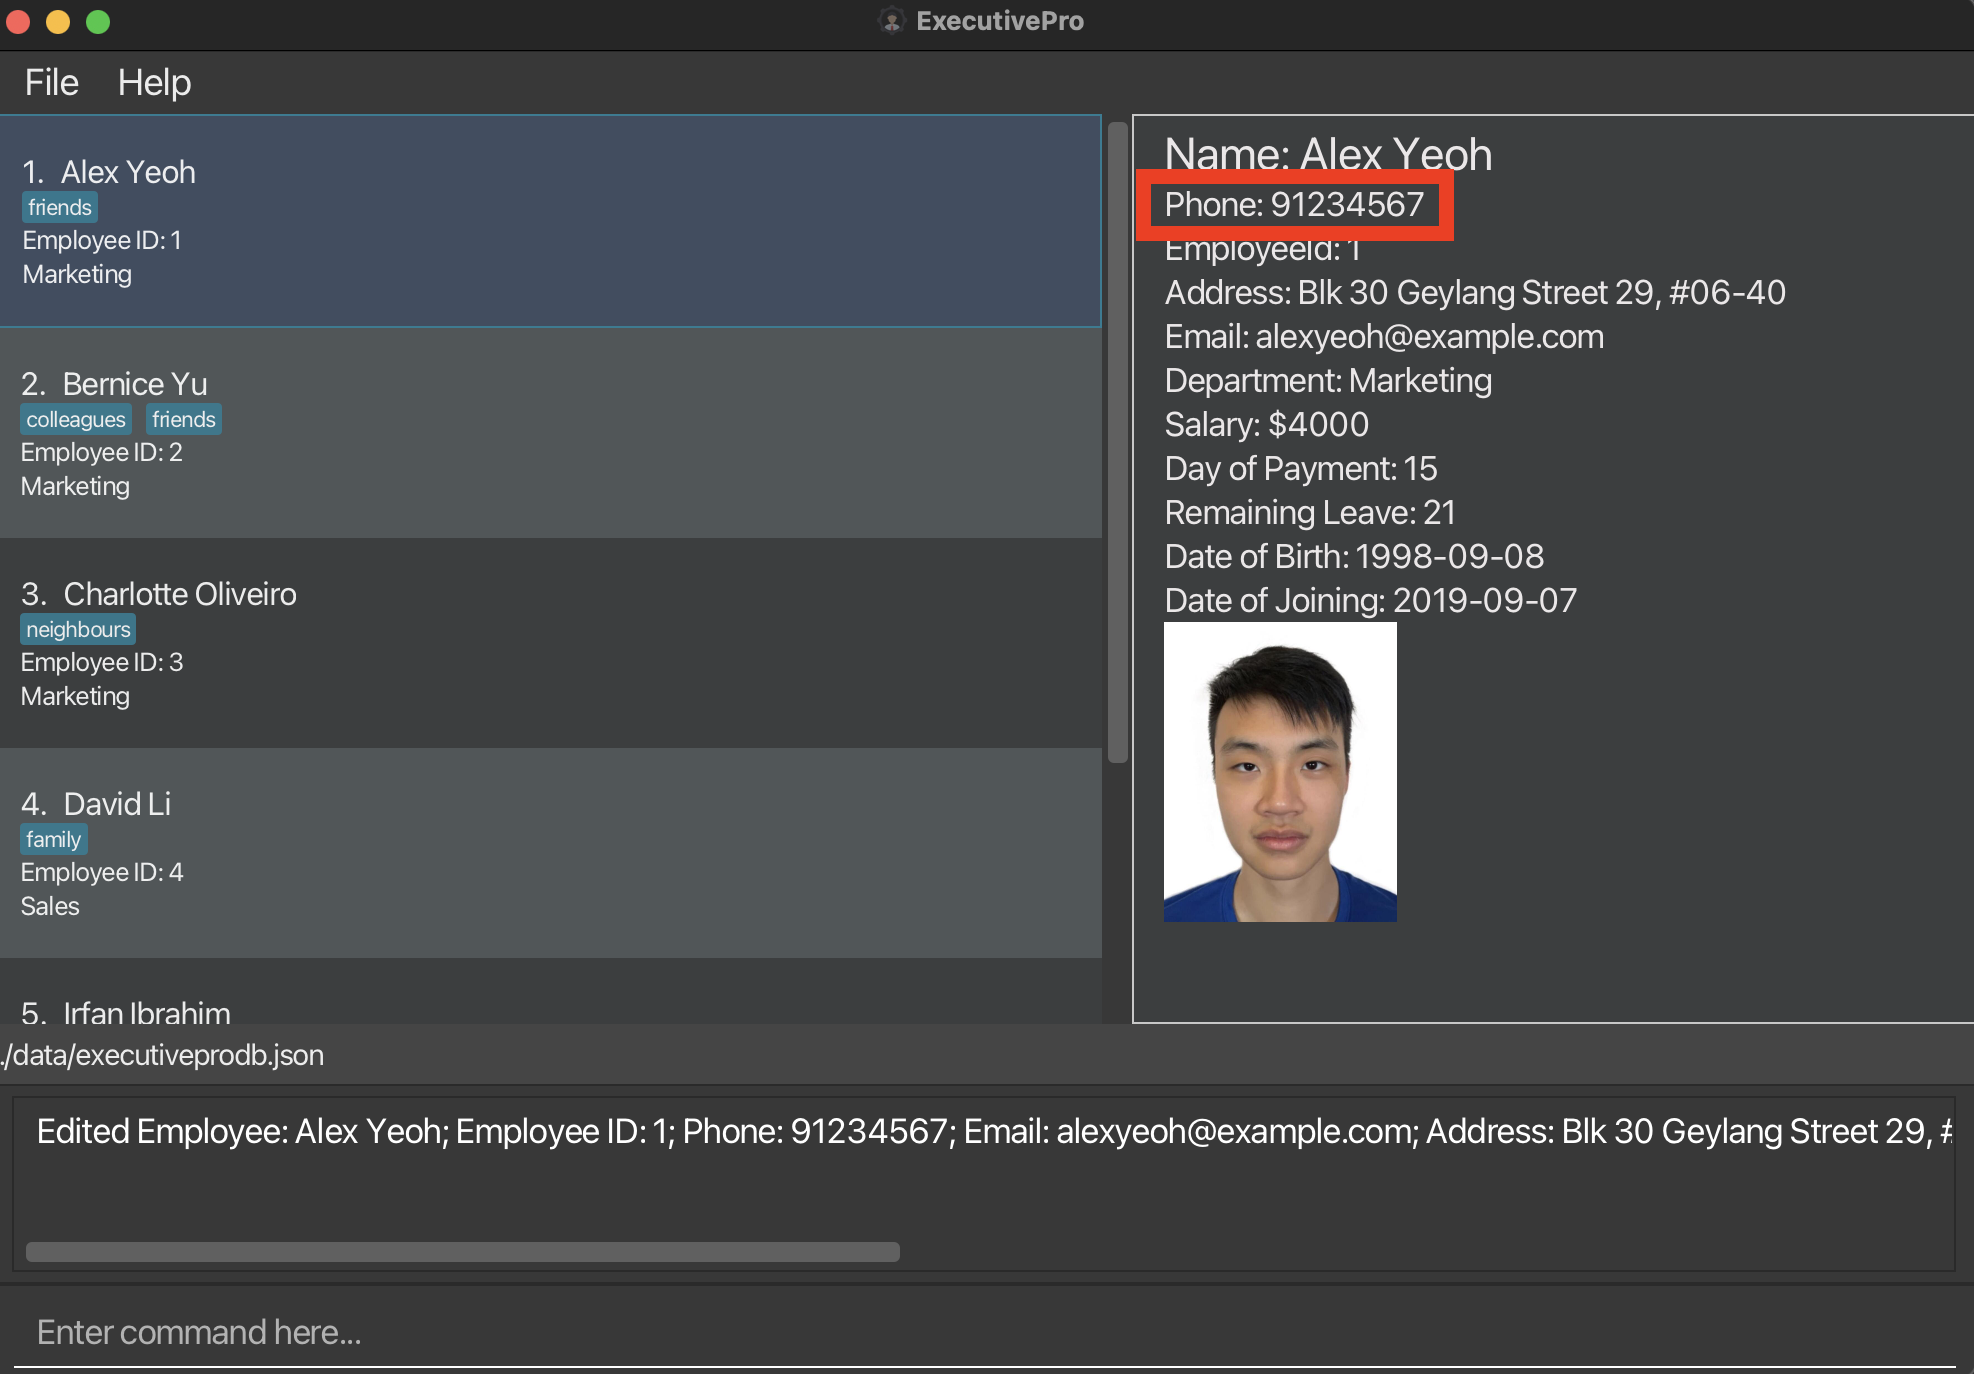 ExecutivePro
File Help
1. Alex Yeoh
friends
Employee ID: 1
Marketing
2. Bernice Yu
colleagues friends
Employee ID: 2
Marketing
3. Charlotte Oliveiro
neighbours
Employee ID: 3
Marketing
4. David Li
family
Employee ID: 4
Sales
5. Irfan Ibrahim
Name: Alex Yeoh
Phone: 91234567
EmployeeId: 1
Address: Blk 30 Geylang Street 29, #06-40
Email: alexyeoh@example.com
Department: Marketing
Salary: $4000
Day of Payment: 15
Remaining Leave: 21
Date of Birth: 1998-09-08
Date of Joining: 2019-09-07
./data/executiveprodb.json
Edited Employee: Alex Yeoh; Employee ID: 1; Phone: 91234567; Email: alexyeoh@example.com; Address: Blk 30 Geylang Street 29, #
Enter command here...